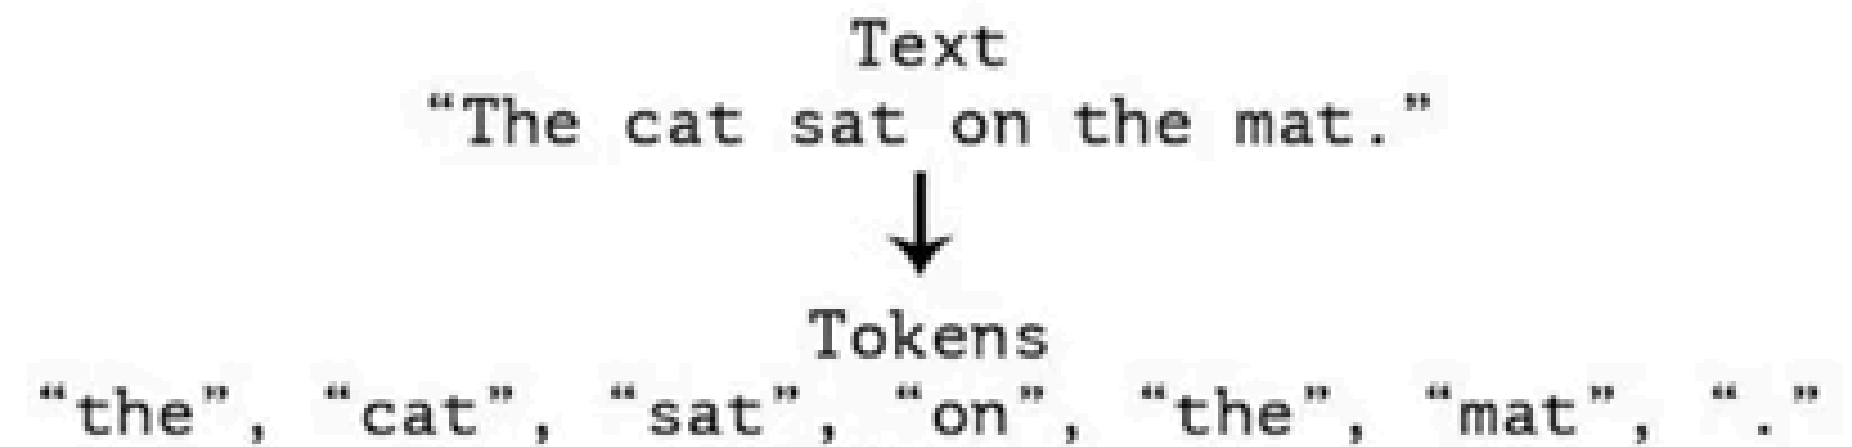 Text
“The cat sat on the mat.”
Tokens
“the”, “cat”, “sat”, “on”, “the”, “mat”, “.”